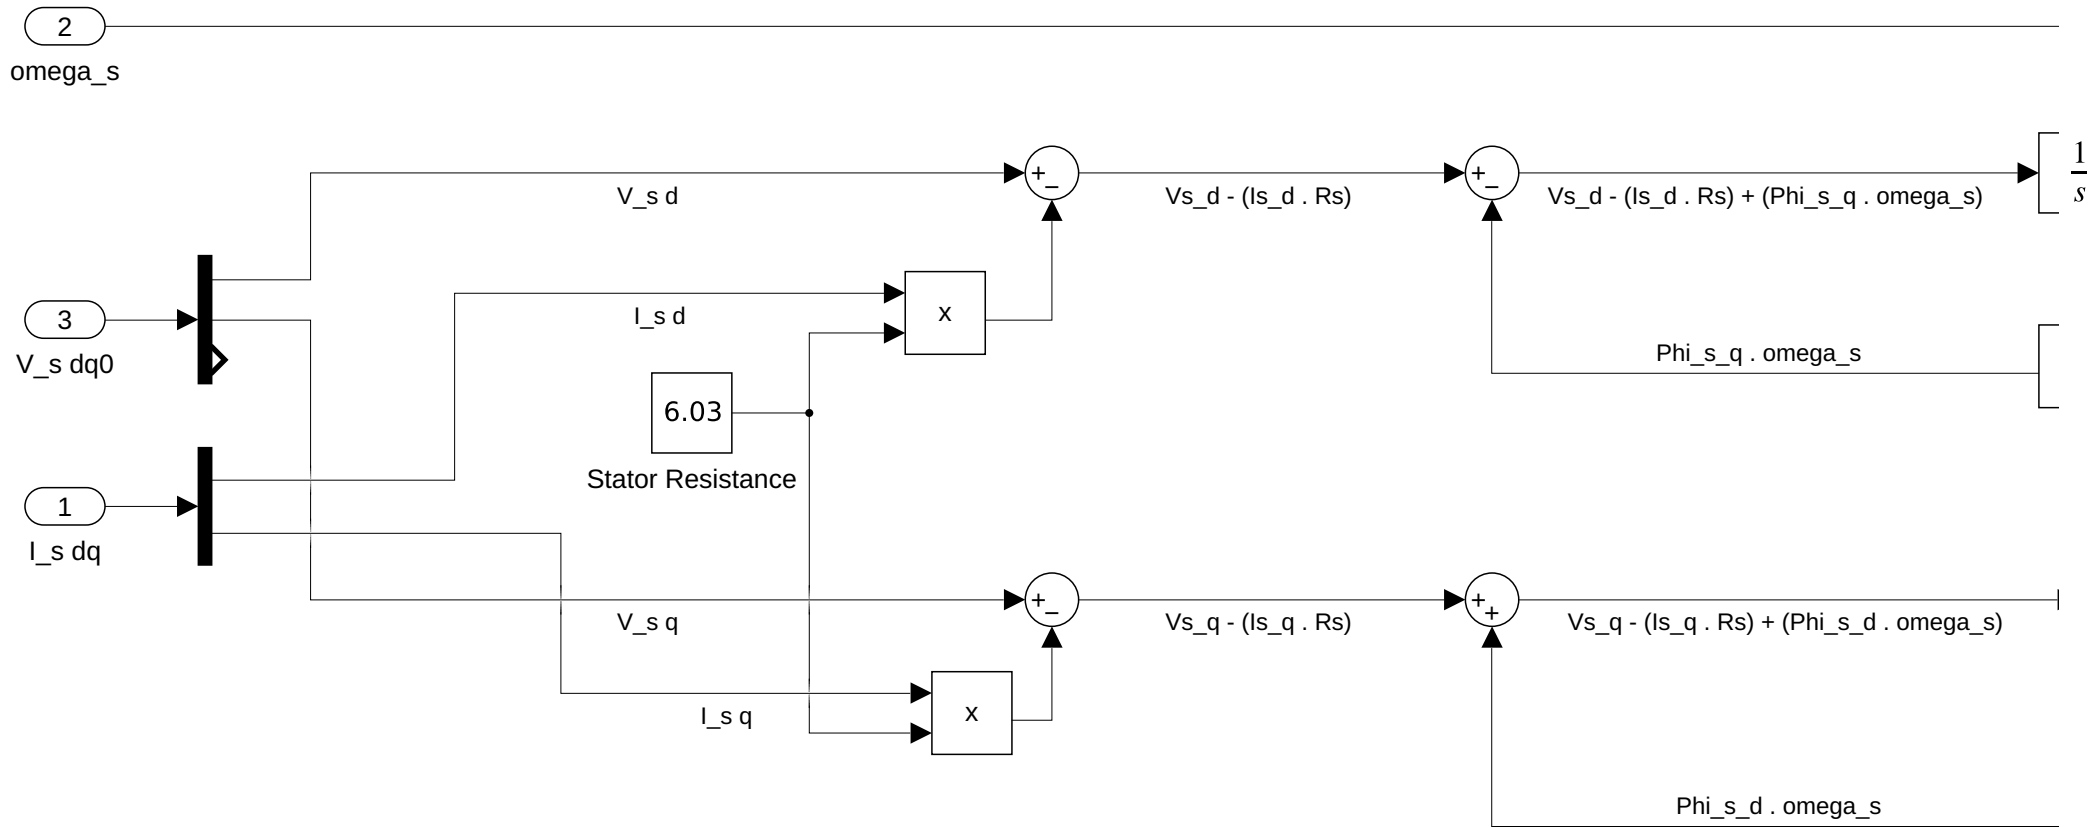 2
omega_s
+
−
V_s d
Vs_d - (Is_d . Rs)
+
−
Vs_d - (Is_d . Rs) + (Phi_s_q . omega_s)
1
s
3
V_s dq0
I_s d
x
Phi_s_q . omega_s
6.03
Stator Resistance
1
I_s dq
+
−
V_s q
Vs_q - (Is_q . Rs)
+
+
Vs_q - (Is_q . Rs) + (Phi_s_d . omega_s)
I_s q
x
Phi_s_d . omega_s